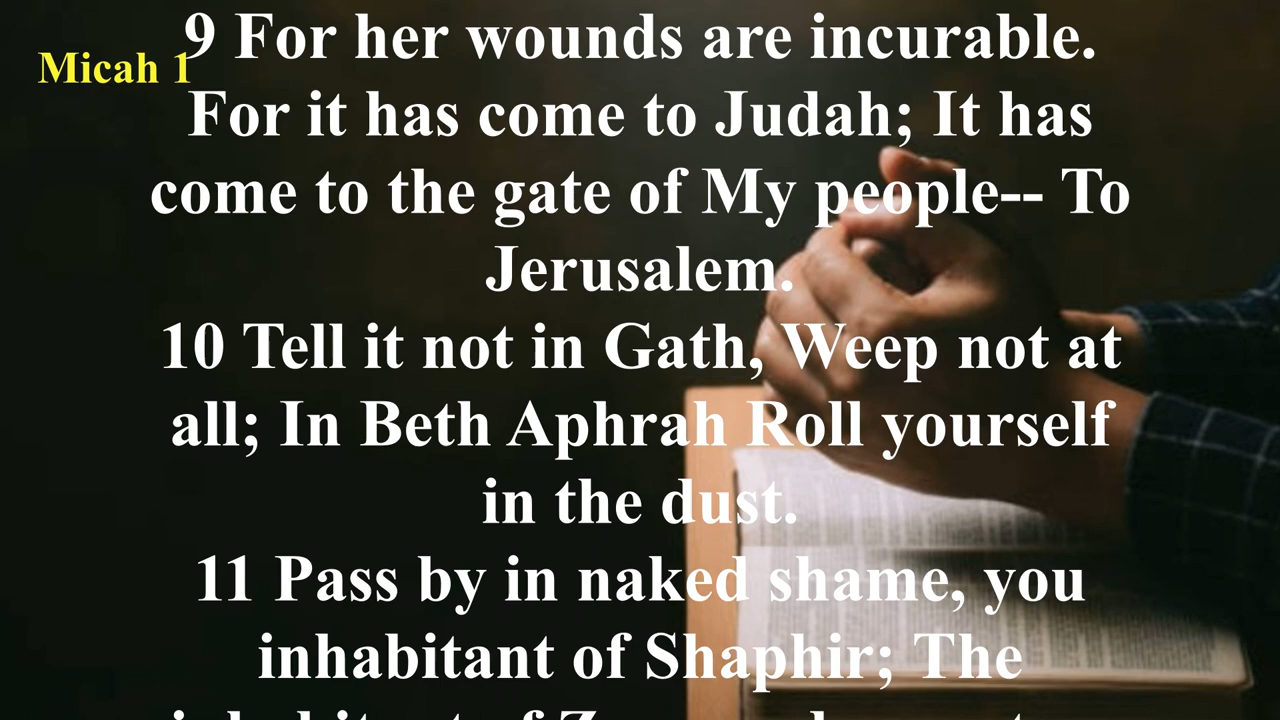 Micah 1
9 For her wounds are incurable.
For it has come to Judah; It has
come to the gate of My people-- To
Jerusalem.
10 Tell it not in Gath, Weep not at
all; In Beth Aphrah Roll yourself
in the dust.
11 Pass by in naked shame, you
inhabitant of Shaphir; The